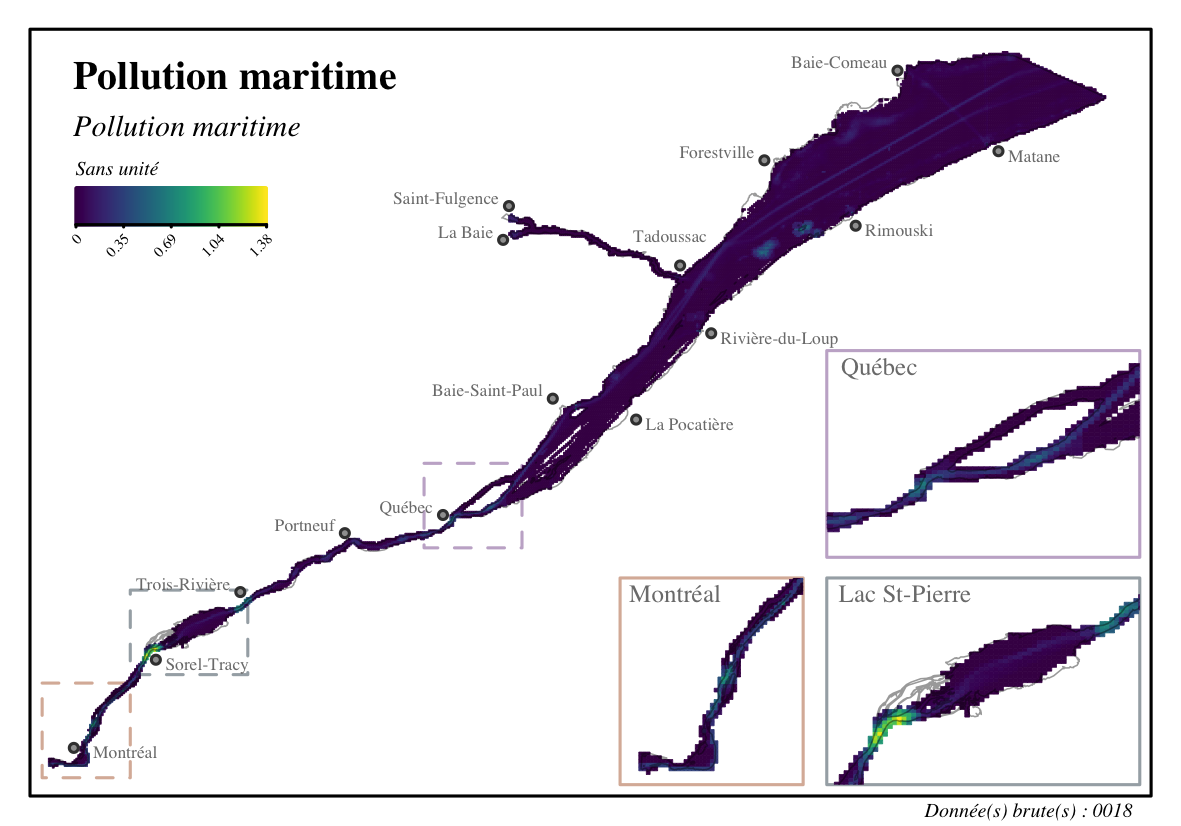 Pollution maritime
Pollution maritime
Sans unité
0
0.35
0.69
1.04
1.38
Baie-Comeau
Forestville
Matane
Saint-Fulgence
La Baie
Tadoussac
Rimouski
Rivière-du-Loup
Baie-Saint-Paul
La Pocatière
Québec
Portneuf
Trois-Rivière
Sorel-Tracy
Montréal
Québec
Montréal
Lac St-Pierre
Donnée(s) brute(s) : 0018